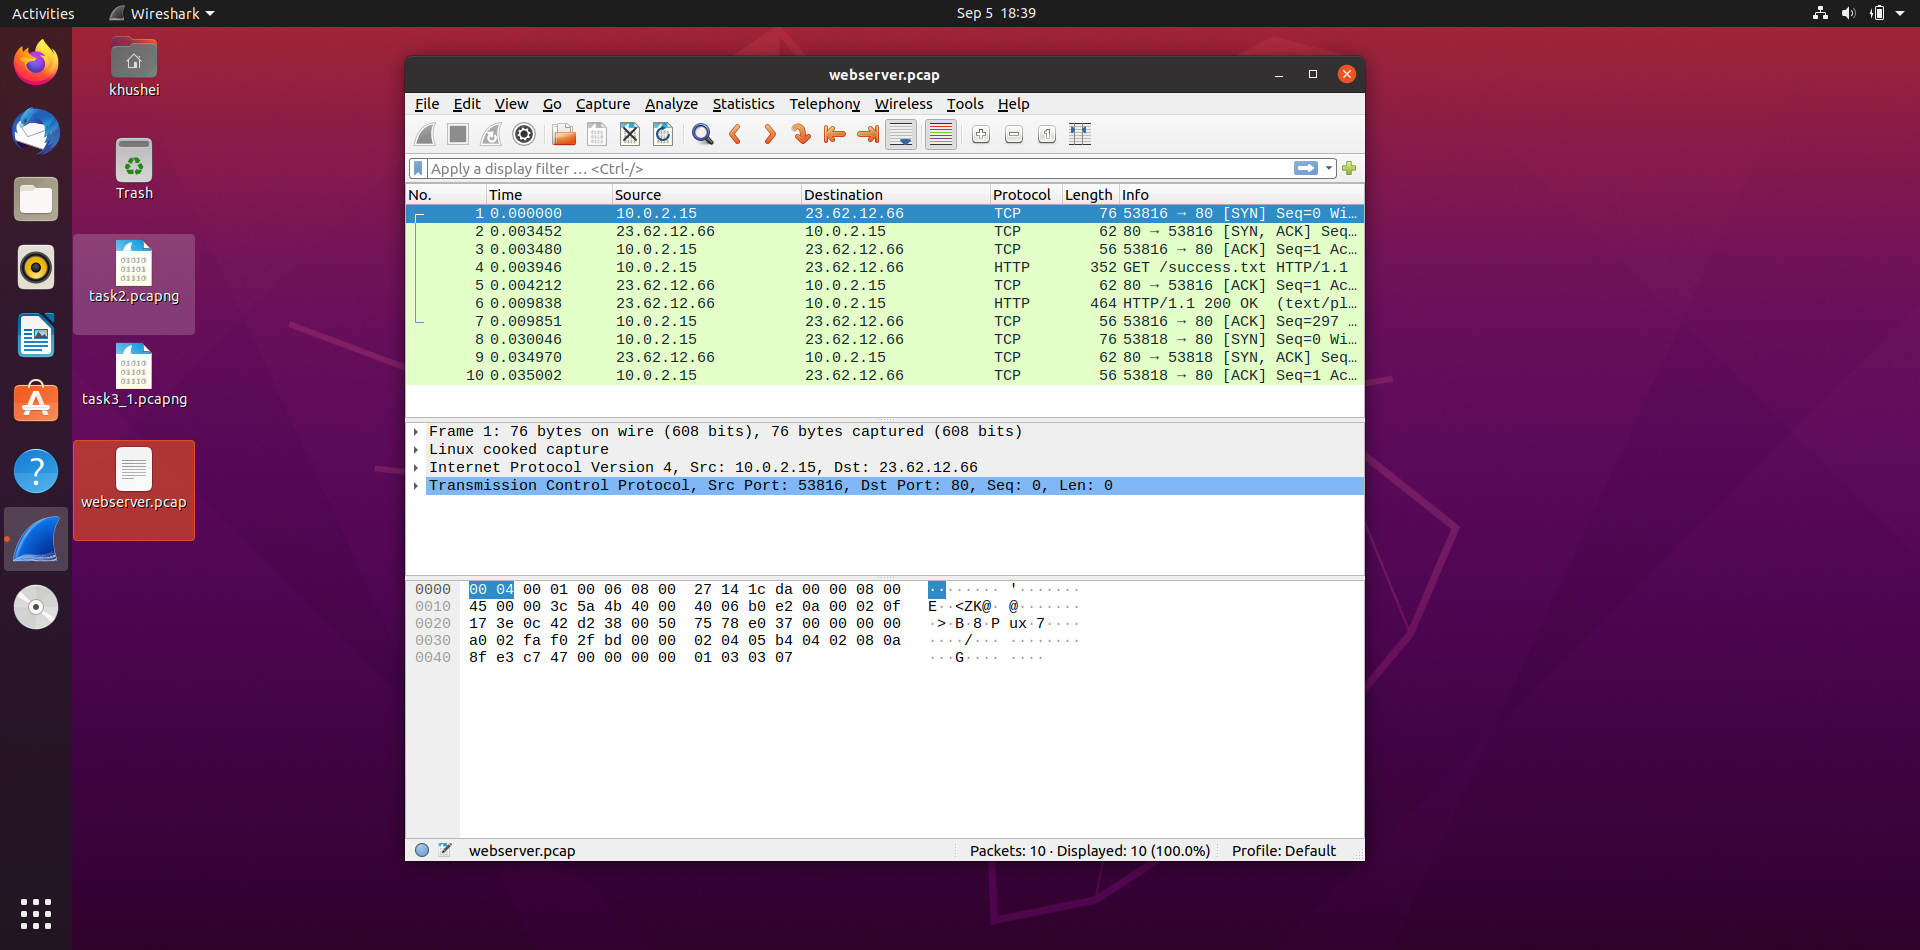 Activities Wireshark Sep 5 18:39
khushei
Trash
01010
01101
01110
task2.pcapng
01010
01101
01110
task3_1.pcapng
webserver.pcap
webserver.pcap
File Edit View Go Capture Analyze Statistics Telephony Wireless Tools Help
Apply a display filter … <Ctrl-/>
No. Time Source Destination Protocol Length Info
1 0.000000 10.0.2.15 23.62.12.66 TCP 76 53816 → 80 [SYN] Seq=0 Wi…
2 0.003452 23.62.12.66 10.0.2.15 TCP 62 80 → 53816 [SYN, ACK] Seq…
3 0.003480 10.0.2.15 23.62.12.66 TCP 56 53816 → 80 [ACK] Seq=1 Ac…
4 0.003946 10.0.2.15 23.62.12.66 HTTP 352 GET /success.txt HTTP/1.1
5 0.004212 23.62.12.66 10.0.2.15 TCP 62 80 → 53816 [ACK] Seq=1 Ac…
6 0.009838 23.62.12.66 10.0.2.15 HTTP 464 HTTP/1.1 200 OK (text/pl…
7 0.009851 10.0.2.15 23.62.12.66 TCP 56 53816 → 80 [ACK] Seq=297 …
8 0.030046 10.0.2.15 23.62.12.66 TCP 76 53818 → 80 [SYN] Seq=0 Wi…
9 0.034970 23.62.12.66 10.0.2.15 TCP 62 80 → 53818 [SYN, ACK] Seq…
10 0.035002 10.0.2.15 23.62.12.66 TCP 56 53818 → 80 [ACK] Seq=1 Ac…
Frame 1: 76 bytes on wire (608 bits), 76 bytes captured (608 bits)
Linux cooked capture
Internet Protocol Version 4, Src: 10.0.2.15, Dst: 23.62.12.66
Transmission Control Protocol, Src Port: 53816, Dst Port: 80, Seq: 0, Len: 0
0000 00 04 00 01 00 06 08 00 27 14 1c da 00 00 08 00 ········ '·······
0010 45 00 00 3c 5a 4b 40 00 40 06 b0 e2 0a 00 02 0f E··<ZK@· @·······
0020 17 3e 0c 42 d2 38 00 50 75 78 e0 37 00 00 00 00 ·>·B·8·P ux·7····
0030 a0 02 fa f0 2f bd 00 00 02 04 05 b4 04 02 08 0a ····/··· ········
0040 8f e3 c7 47 00 00 00 00 01 03 03 07 ···G···· ····
webserver.pcap Packets: 10 · Displayed: 10 (100.0%) Profile: Default